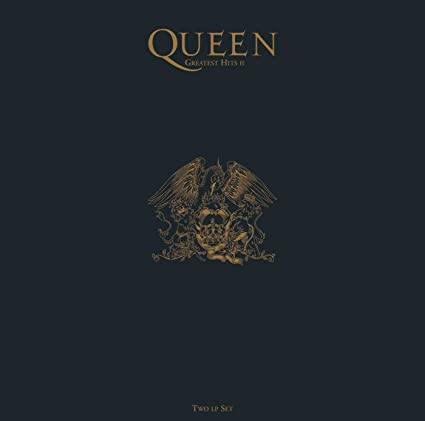 QUEEN
GREATEST HITS II
TWO LP SET